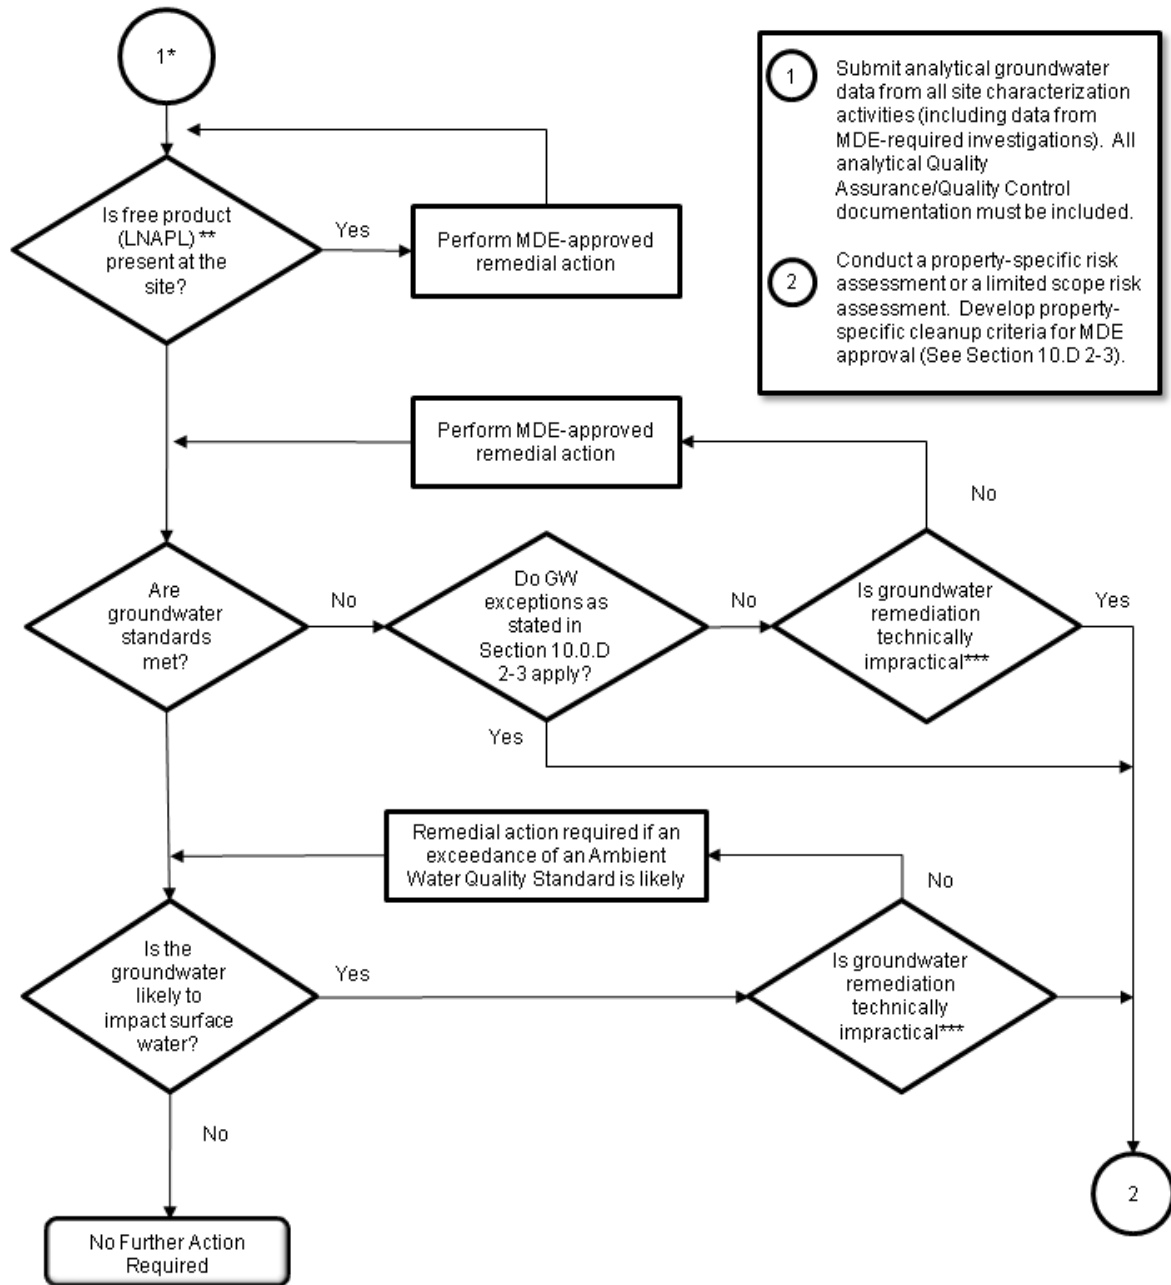 1*
1
Submit analytical groundwater
data from all site characterization
activities (including data from
MDE-required investigations). All
analytical Quality
Assurance/Quality Control
documentation must be included.
2
Conduct a property-specific risk
assessment or a limited scope risk
assessment. Develop property-
specific cleanup criteria for MDE
approval (See Section 10.D 2-3).
Is free product
(LNAPL) **
present at the
site?
Yes
Perform MDE-approved
remedial action
Perform MDE-approved
remedial action
No
Are
groundwater
standards
met?
No
Do GW
exceptions as
stated in
Section 10.0.D
2-3 apply?
No
Is groundwater
remediation
technically
impractical***
Yes
Yes
Remedial action required if an
exceedance of an Ambient
Water Quality Standard is likely
No
Is the
groundwater
likely to
impact surface
water?
Yes
Is groundwater
remediation
technically
impractical***
No
2
No Further Action
Required